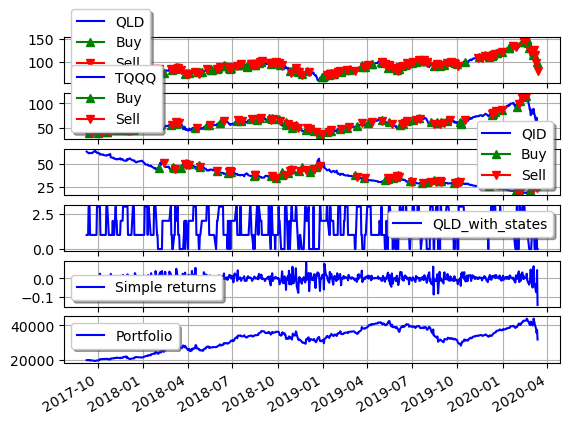 QLD
Buy
Sell
150
100
TQQQ
Buy
Sell
100
50
QID
Buy
Sell
50
25
QLD_with_states
2.5
0.0
Simple returns
0.0
−0.1
Portfolio
40000
20000
2017-10
2018-01
2018-04
2018-07
2018-10
2019-01
2019-04
2019-07
2019-10
2020-01
2020-04